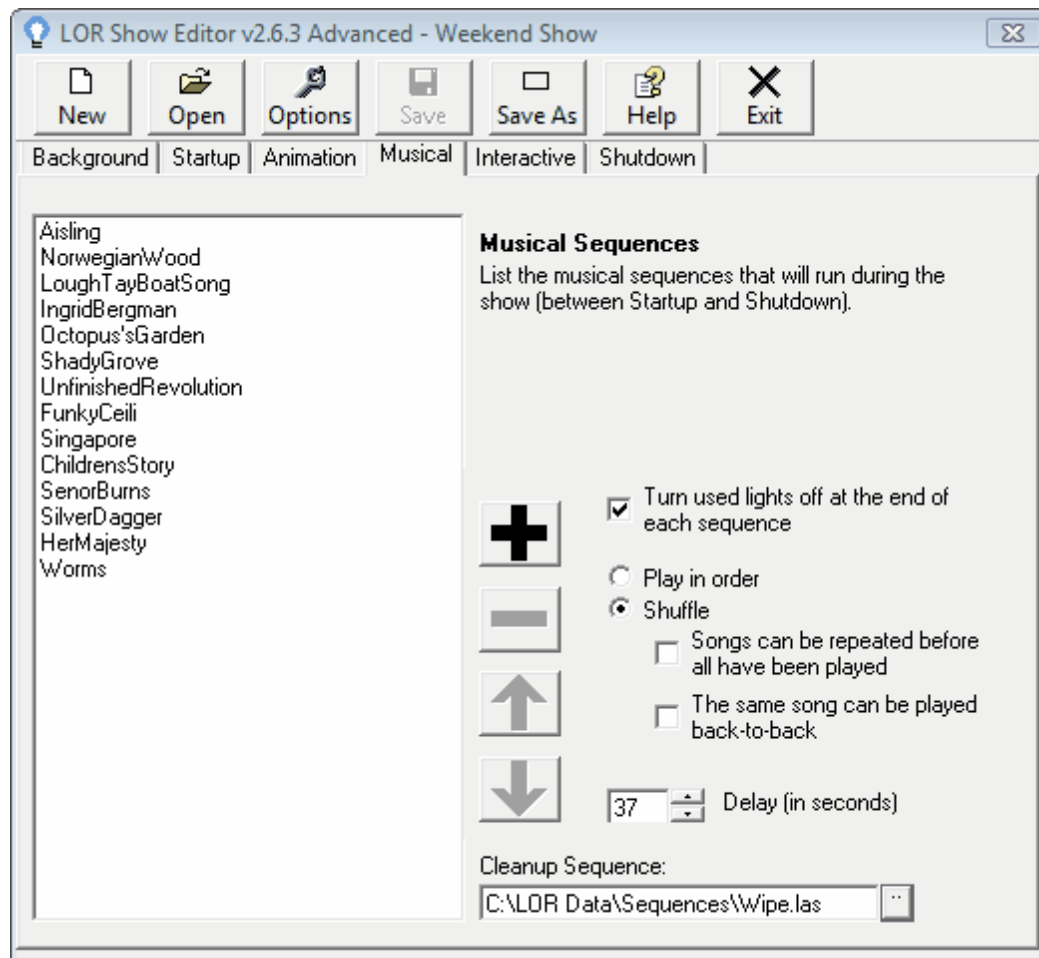 LOR Show Editor v2.6.3 Advanced - Weekend Show
New Open Options Save Save As Help Exit
Background Startup Animation Musical Interactive Shutdown
Aisling
NorwegianWood
LoughTayBoatSong
IngridBergman
Octopus'sGarden
ShadyGrove
UnfinishedRevolution
FunkyCeili
Singapore
ChildrensStory
SenorBurns
SilverDagger
HerMajesty
Worms
Musical Sequences
List the musical sequences that will run during the
show (between Startup and Shutdown).
Turn used lights off at the end of
each sequence
Play in order
Shuffle
Songs can be repeated before
all have been played
The same song can be played
back-to-back
37 Delay (in seconds)
Cleanup Sequence:
C:\LOR Data\Sequences\Wipe.las ..